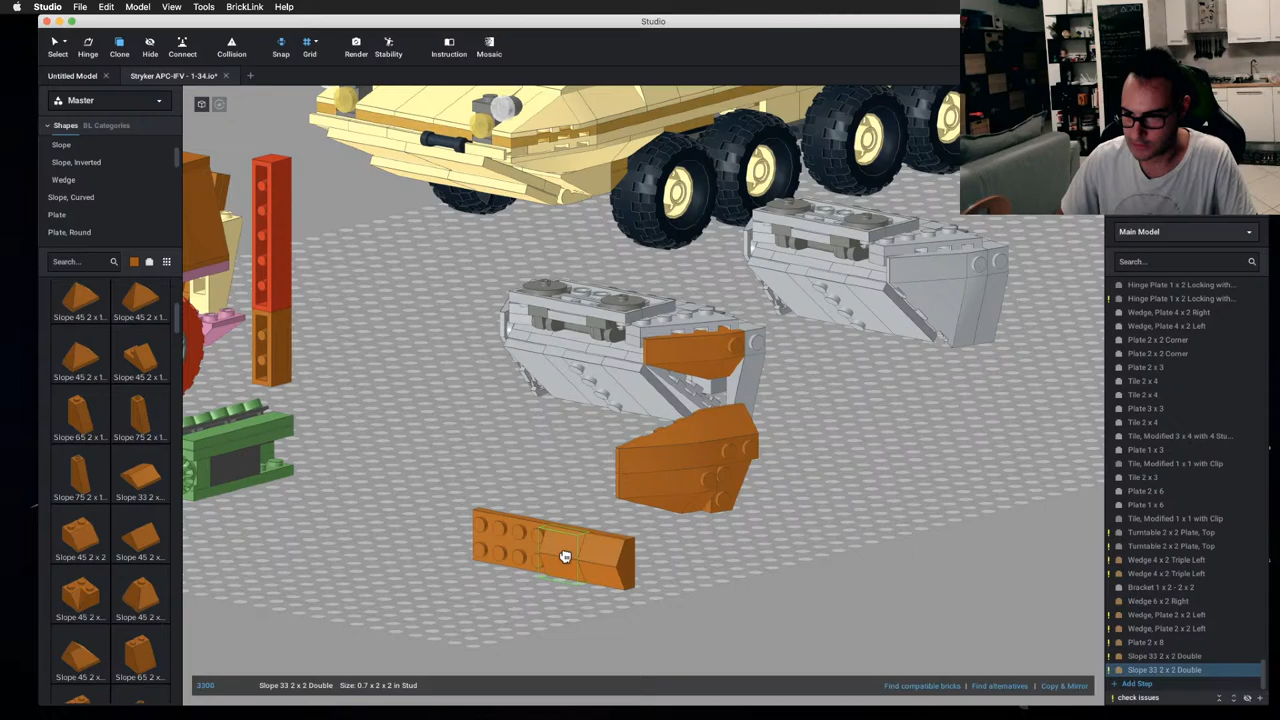 Studio File Edit Model View Tools BrickLink Help
Studio
Select Hinge Clone Hide Connect Collision Snap Grid Render Stability Instruction Mosaic
Untitled Model Stryker APC-IFV - 1-34.io*
Master
Shapes BL Categories
Slope
Slope, Inverted
Wedge
Slope, Curved
Plate
Plate, Round
Search...
Slope 45 2 x 1... Slope 45 2 x 1...
Slope 45 2 x 1... Slope 45 2 x 1...
Slope 65 2 x 1... Slope 75 2 x 1...
Slope 75 2 x 1... Slope 33 2 x...
Slope 45 2 x 2 Slope 45 2 x...
Slope 45 2 x... Slope 45 2 x...
Slope 45 2 x... Slope 65 2 x...
Main Model
Search...
Hinge Plate 1 x 2 Locking with...
Hinge Plate 1 x 2 Locking with...
Wedge, Plate 4 x 2 Right
Wedge, Plate 4 x 2 Left
Plate 2 x 2 Corner
Plate 2 x 2 Corner
Plate 2 x 3
Tile 2 x 4
Tile 2 x 4
Plate 3 x 3
Tile 2 x 4
Tile, Modified 3 x 4 with 4 Stu...
Plate 1 x 3
Tile, Modified 1 x 1 with Clip
Tile 2 x 3
Plate 2 x 6
Plate 1 x 6
Tile, Modified 1 x 1 with Clip
Turntable 2 x 2 Plate, Top
Turntable 2 x 2 Plate, Top
Wedge 4 x 2 Triple Left
Wedge 4 x 2 Triple Left
Bracket 1 x 2 - 2 x 2
Wedge 6 x 2 Right
Wedge, Plate 2 x 2 Left
Wedge, Plate 2 x 2 Left
Plate 2 x 8
Slope 33 2 x 2 Double
Slope 33 2 x 2 Double
Add Step
check issues
3300 Slope 33 2 x 2 Double Size: 0.7 x 2 x 2 in Stud Find compatible bricks | Find alternatives | Copy & Mirror